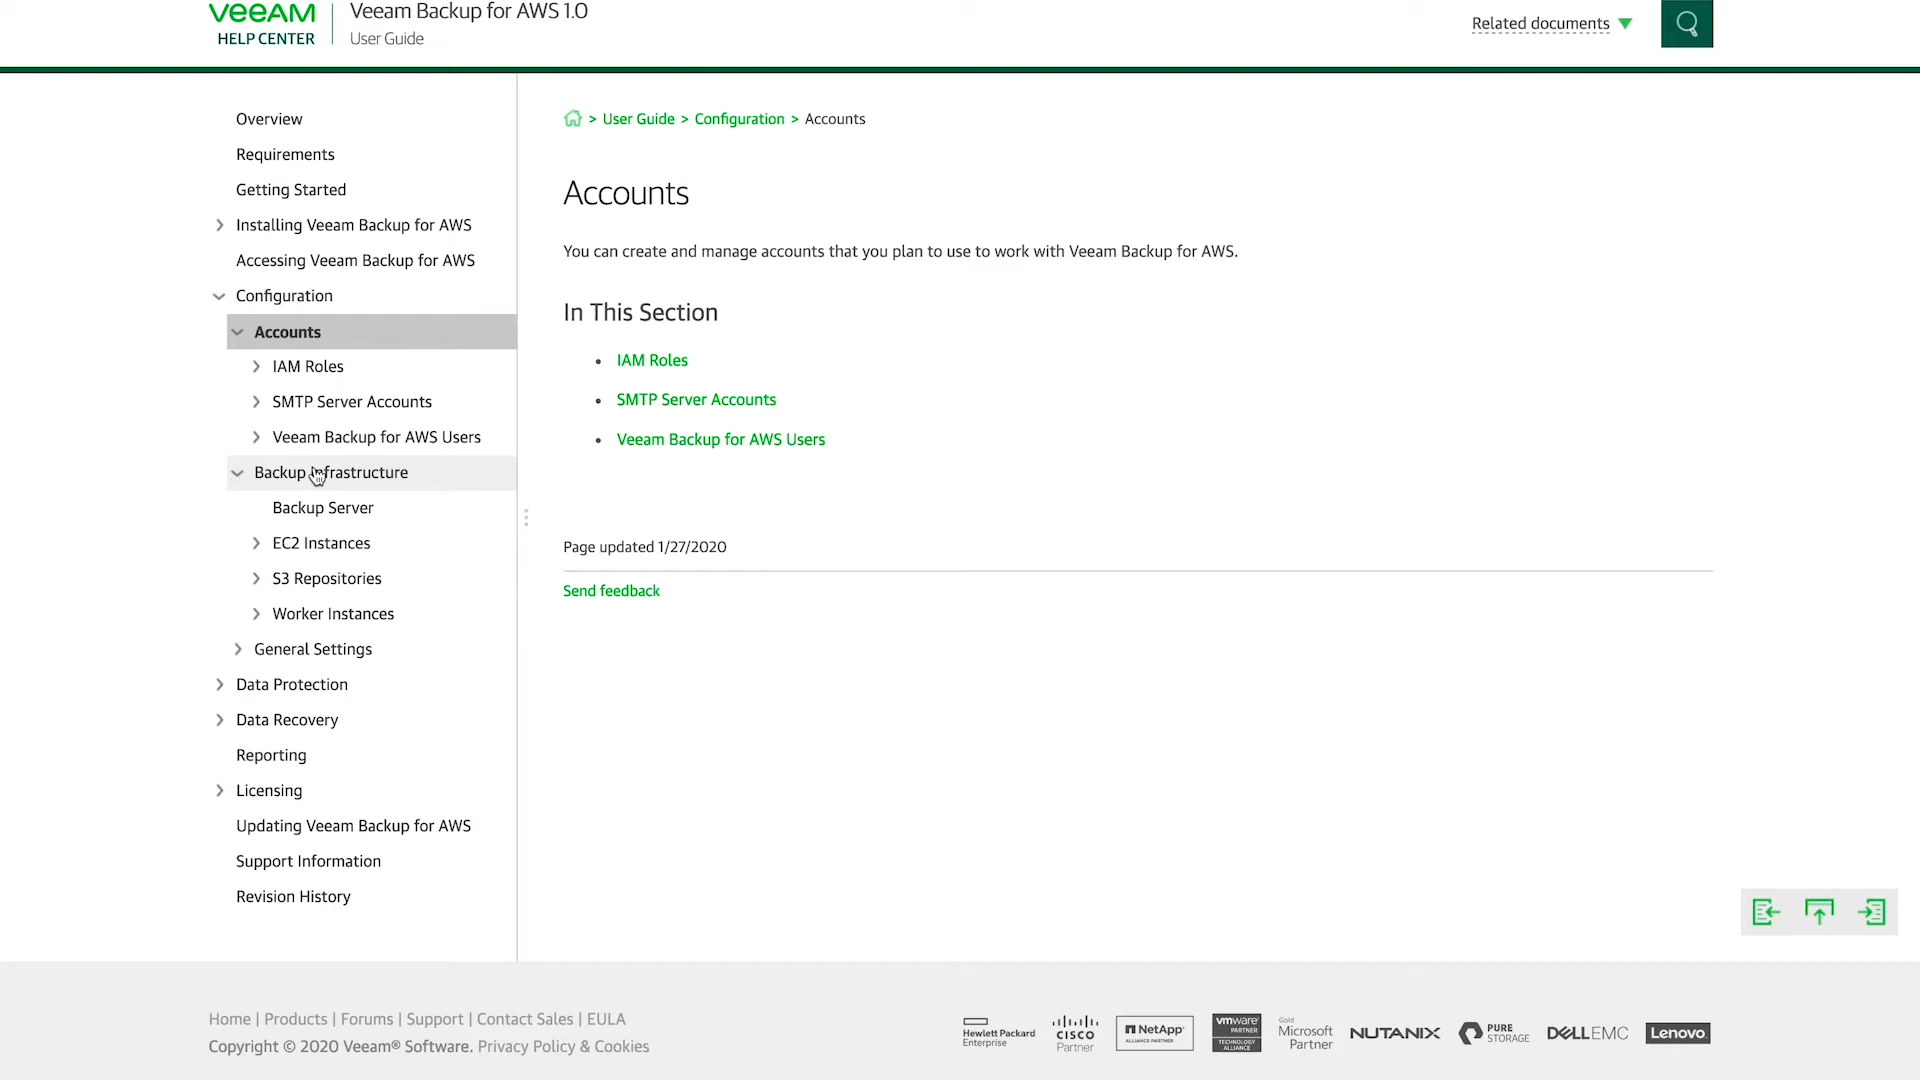 veeAM
HELP CENTER
Veeam Backup for AWS 1.0
User Guide
Related documents
Overview
Requirements
Getting Started
Installing Veeam Backup for AWS
Accessing Veeam Backup for AWS
Configuration
Accounts
IAM Roles
SMTP Server Accounts
Veeam Backup for AWS Users
Backup Infrastructure
Backup Server
EC2 Instances
S3 Repositories
Worker Instances
General Settings
Data Protection
Data Recovery
Reporting
Licensing
Updating Veeam Backup for AWS
Support Information
Revision History
> User Guide > Configuration > Accounts
Accounts
You can create and manage accounts that you plan to use to work with Veeam Backup for AWS.
In This Section
• IAM Roles
• SMTP Server Accounts
• Veeam Backup for AWS Users
Page updated 1/27/2020
Send feedback
Home | Products | Forums | Support | Contact Sales | EULA
Copyright © 2020 Veeam® Software. Privacy Policy & Cookies
Hewlett Packard
Enterprise
CISCO
Partner
NetApp
ALLIANCE PARTNER
vmware
PARTNER
TECHNOLOGY
ALLIANCE
Gold
Microsoft
Partner
NUTANIX
PURE
STORAGE
DELLEMC
Lenovo